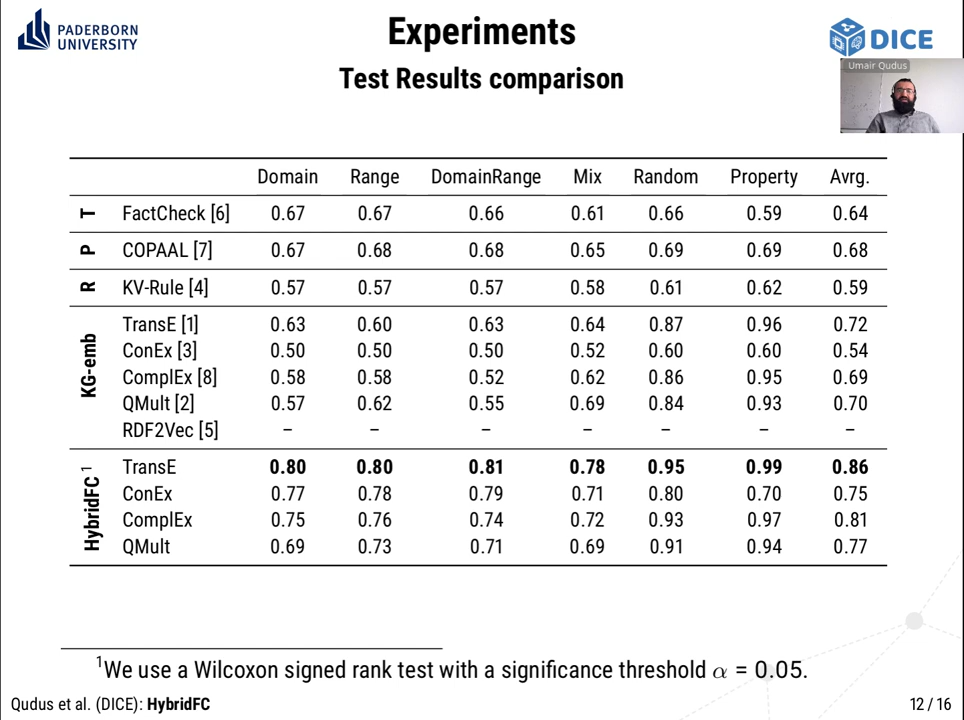 PADERBORN
UNIVERSITY
Experiments
DICE
Test Results comparison
Umair Qudus
Domain Range DomainRange Mix Random Property Avrg.
T FactCheck [6] 0.67 0.67 0.66 0.61 0.66 0.59 0.64
P COPAAL [7] 0.67 0.68 0.68 0.65 0.69 0.69 0.68
R KV-Rule [4] 0.57 0.57 0.57 0.58 0.61 0.62 0.59
KG-emb
TransE [1] 0.63 0.60 0.63 0.64 0.87 0.96 0.72
ConEx [3] 0.50 0.50 0.50 0.52 0.60 0.60 0.54
ComplEx [8] 0.58 0.58 0.52 0.62 0.86 0.95 0.69
QMult [2] 0.57 0.62 0.55 0.69 0.84 0.93 0.70
RDF2Vec [5] – – – – – – –
HybridFC¹
TransE 0.80 0.80 0.81 0.78 0.95 0.99 0.86
ConEx 0.77 0.78 0.79 0.71 0.80 0.70 0.75
ComplEx 0.75 0.76 0.74 0.72 0.93 0.97 0.81
QMult 0.69 0.73 0.71 0.69 0.91 0.94 0.77
¹We use a Wilcoxon signed rank test with a significance threshold α = 0.05.
Qudus et al. (DICE): HybridFC 12 / 16